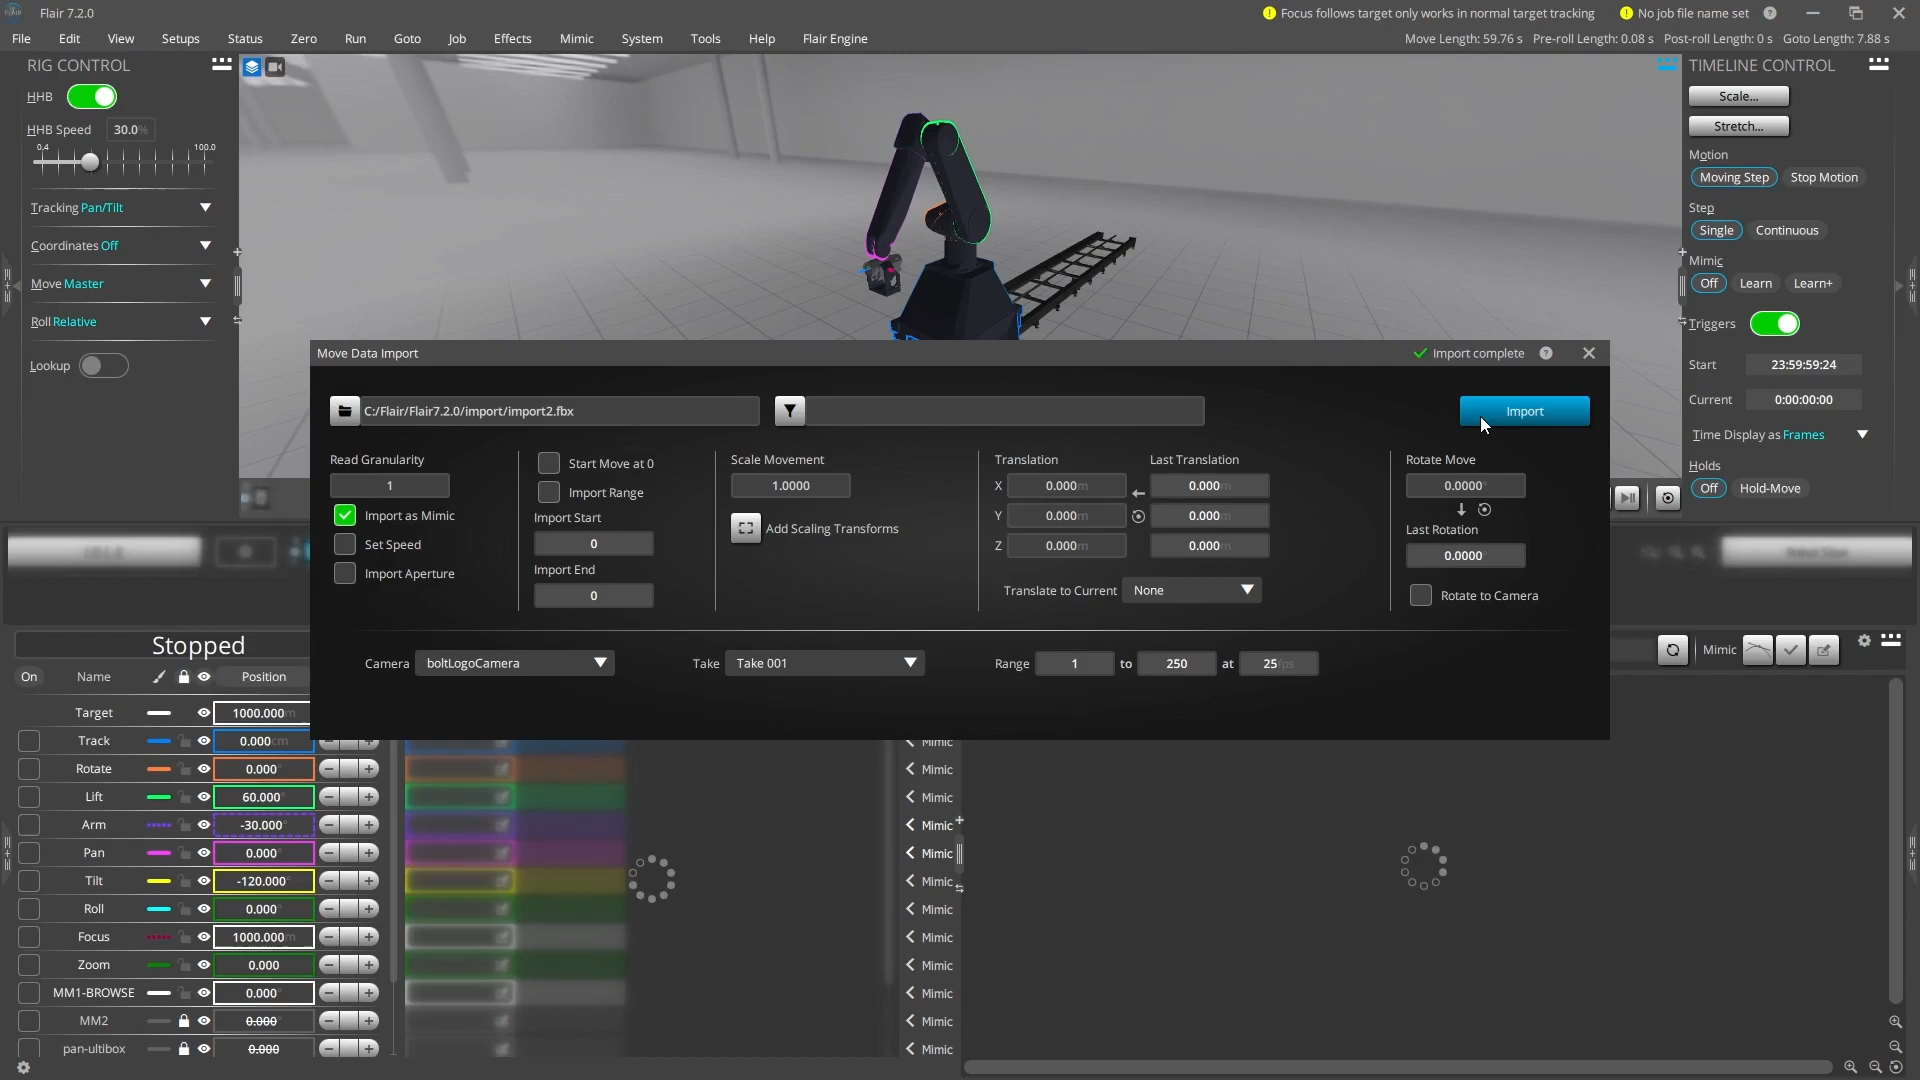 Flair 7.2.0
Focus follows target only works in normal target tracking
No job file name set
File Edit View Setups Status Zero Run Goto Job Effects Mimic System Tools Help Flair Engine
Move Length: 59.76 s Pre-roll Length: 0.08 s Post-roll Length: 0 s Goto Length: 7.88 s
RIG CONTROL
HHB
HHB Speed 30.0%
0.4 100.0
Tracking Pan/Tilt
Coordinates Off
Move Master
Roll Relative
Lookup
TIMELINE CONTROL
Scale...
Stretch...
Motion
Moving Step Stop Motion
Step
Single Continuous
Mimic
Off Learn Learn+
Triggers
Start 23:59:59:24
Current 0:00:00:00
Time Display as Frames
Holds
Off Hold-Move
Move Data Import
Import complete
C:/Flair/Flair7.2.0/import/import2.fbx
Import
Read Granularity
1
Import as Mimic
Set Speed
Import Aperture
Start Move at 0
Import Range
Import Start
0
Import End
0
Scale Movement
1.0000
Add Scaling Transforms
Translation Last Translation
X 0.000m 0.000m
Y 0.000m 0.000m
Z 0.000m 0.000m
Translate to Current None
Rotate Move
0.0000°
Last Rotation
0.0000°
Rotate to Camera
Camera boltLogoCamera
Take Take 001
Range 1 to 250 at 25fps
Stopped
Mimic
On Name Position
Target 1000.000m
Track 0.000cm
Rotate 0.000°
Lift 60.000°
Arm -30.000°
Pan 0.000°
Tilt -120.000°
Roll 0.000°
Focus 1000.000m
Zoom 0.000
MM1-BROWSE 0.000°
MM2 0.000°
pan-ultibox 0.000
Mimic
Mimic
Mimic
Mimic
Mimic
Mimic
Mimic
Mimic
Mimic
Mimic
Mimic
Mimic